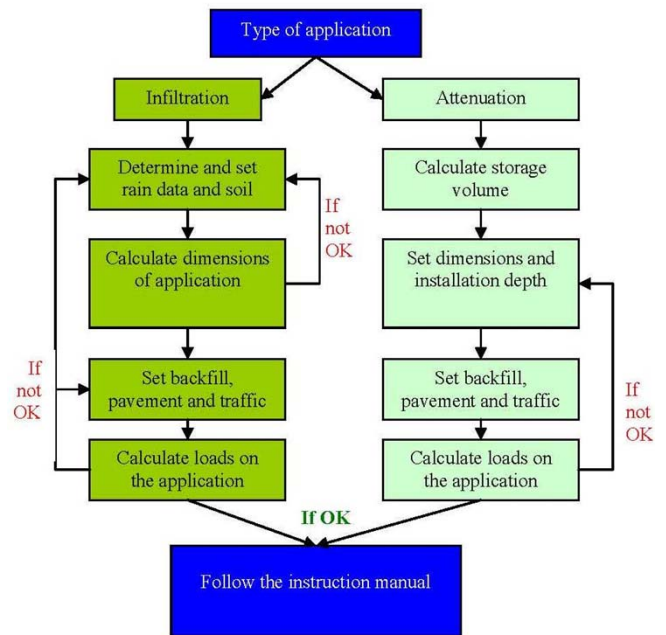 Type of application
Infiltration
Attenuation
Determine and set
rain data and soil
Calculate storage
volume
If
not
OK
Calculate dimensions
of application
Set dimensions and
installation depth
If
not
OK
Set backfill,
pavement and traffic
Set backfill,
pavement and traffic
If
not
OK
Calculate loads on
the application
Calculate loads on
the application
If OK
Follow the instruction manual